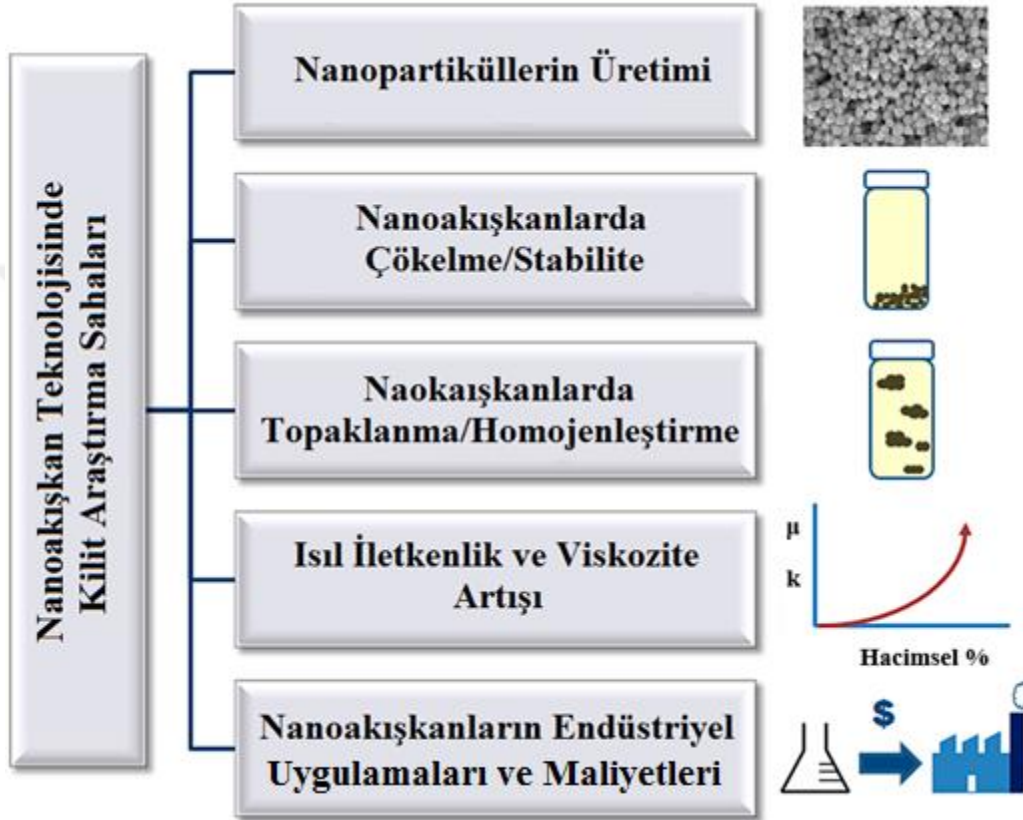 Nanoakışkan Teknolojisinde
Kilit Araştırma Sahaları
Nanopartiküllerin Üretimi
Nanoakışkanlarda
Çökelme/Stabilite
Naokaışkanlarda
Topaklanma/Homojenleştirme
Isıl İletkenlik ve Viskozite
Artışı
μ
k
Hacimsel %
Nanoakışkanların Endüstriyel
Uygulamaları ve Maliyetleri
$